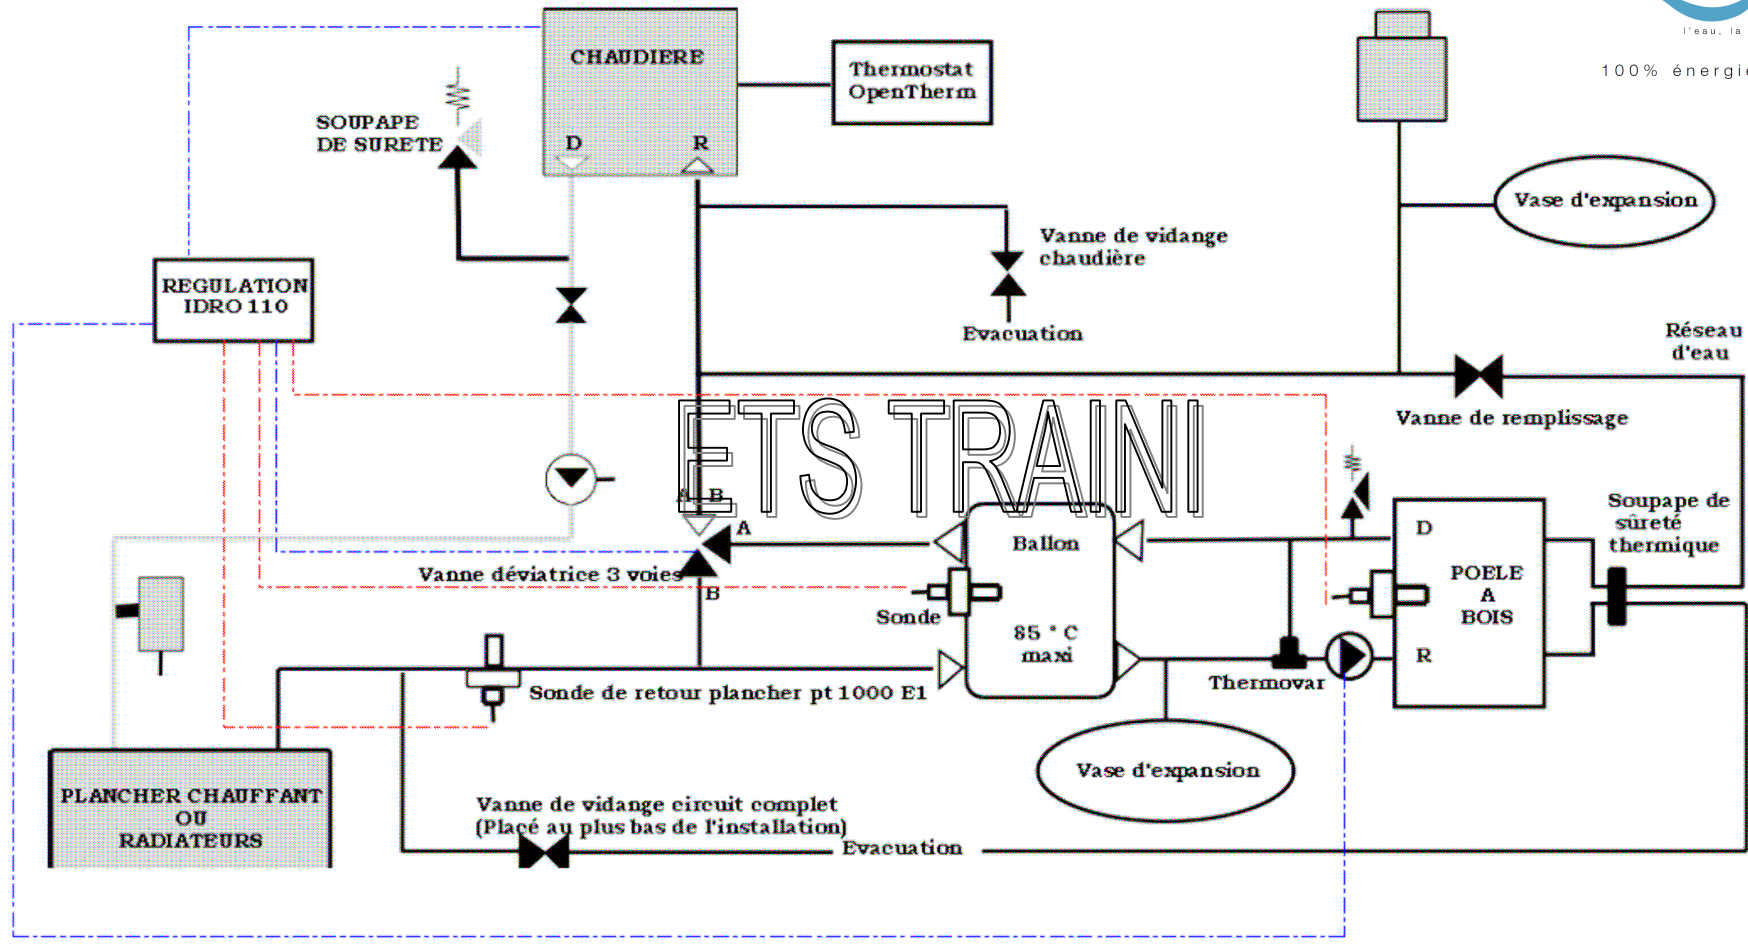 l'eau, la
100% énergie
CHAUDIERE
Thermostat
OpenTherm
SOUPAPE
DE SURETE
D
R
Vase d'expansion
Vanne de vidange
chaudière
REGULATION
IDRO 110
Evacuation
Réseau
d'eau
Vanne de remplissage
ETS TRAINI
A B
A
Ballon
D
Soupape de
sûreté
thermique
Vanne déviatrice 3 voies
B
POELE
A
BOIS
Sonde
85 °C
maxi
R
Thermovar
Sonde de retour plancher pt 1000 E1
Vase d'expansion
PLANCHER CHAUFFANT
OU
RADIATEURS
Vanne de vidange circuit complet
(Placé au plus bas de l'installation)
Evacuation